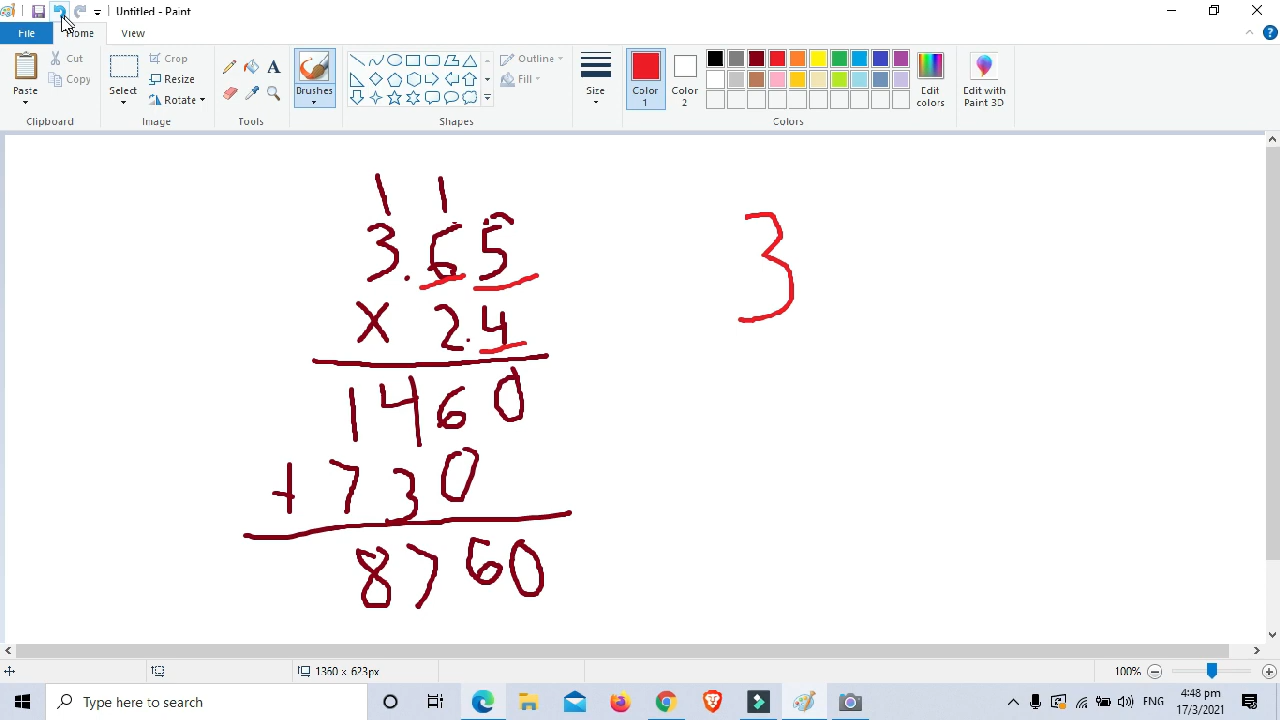 Untitled - Paint
File Home View
Paste
Cut
Copy
Select
Crop
Resize
Rotate
A
Brushes
Outline
Fill
Size
Color 1
Color 2
Edit colors
Edit with Paint 3D
Clipboard Image Tools Shapes Colors
1 1
3.65
x 2.4
1460
+ 730
8760
3
1360 × 623px
100%
Type here to search
ENG
4:48 pm
17/3/2021